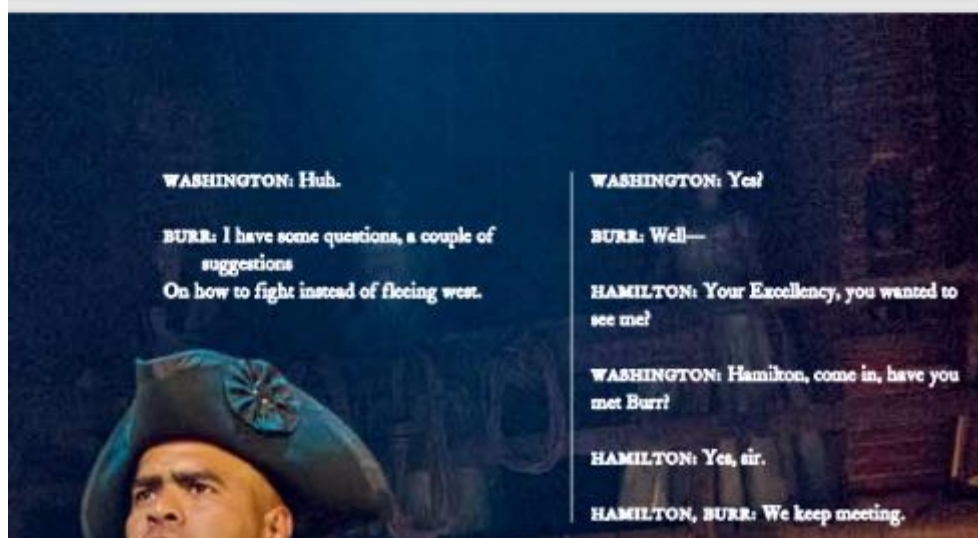 WASHINGTON: Huh.
BURR: I have some questions, a couple of
suggestions
On how to fight instead of fleeing west.
WASHINGTON: Yes?
BURR: Well—
HAMILTON: Your Excellency, you wanted to
see me?
WASHINGTON: Hamilton, come in, have you
met Burr?
HAMILTON: Yes, sir.
HAMILTON, BURR: We keep meeting.